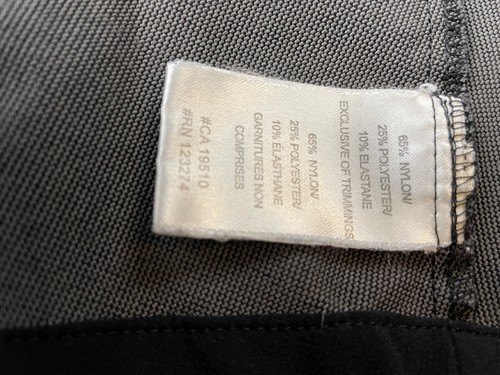 65% NYLON/
25% POLYESTER/
10% ELASTANE
EXCLUSIVE OF TRIMMINGS
65% NYLON/
25% POLYESTER/
10% ELASTHANE
GARNITURES NON
COMPRISES
#CA 19510
#RN 123274